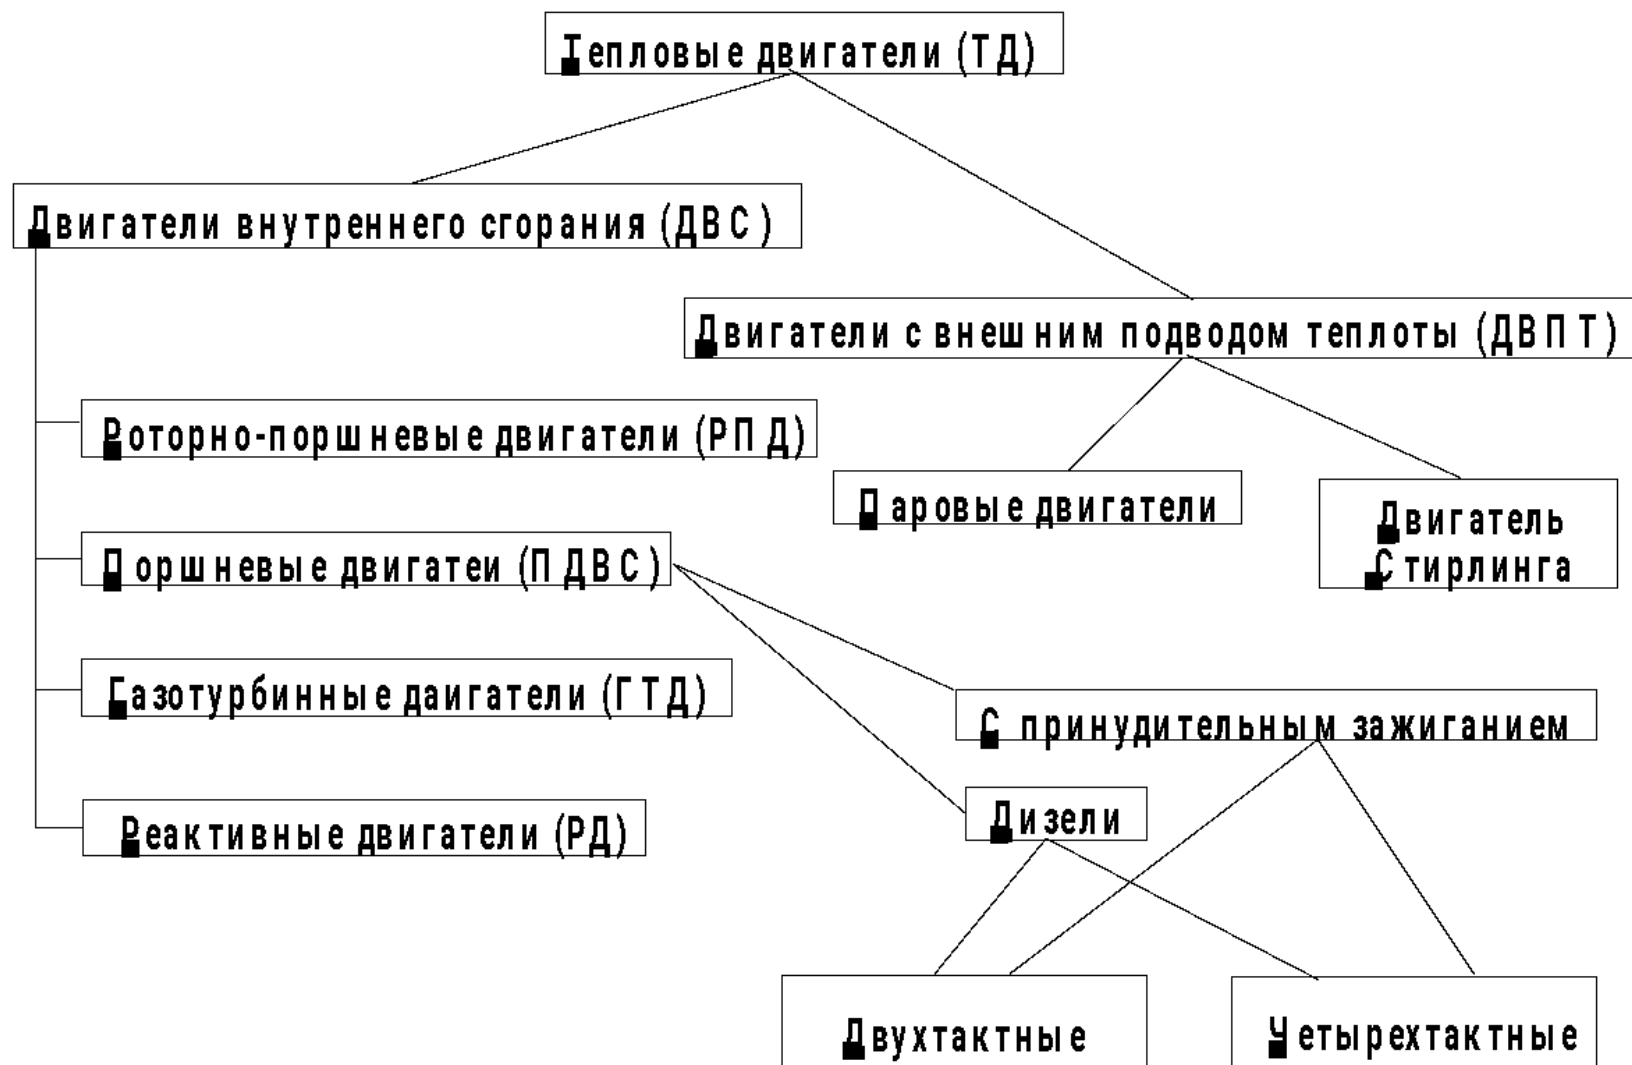 Тепловые двигатели (ТД)
Двигатели внутреннего сгорания (ДВС)
Двигатели с внешним подводом теплоты (ДВПТ)
Роторно-поршневые двигатели (РПД)
Паровые двигатели
Двигатель
Стирлинга
Поршневые двигатеи (ПДВС)
Газотурбинные даигатели (ГТД)
С принудительным зажиганием
Дизели
Реактивные двигатели (РД)
Двухтактные
Четырехтактные